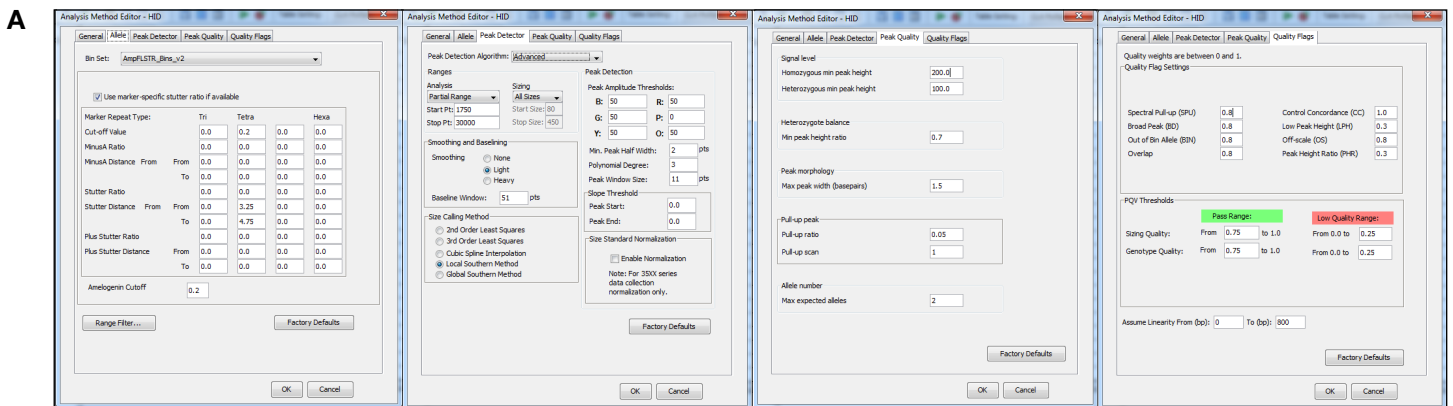 A
Analysis Method Editor - HID
General Allele Peak Detector Peak Quality Quality Flags
Bin Set: AmpFLSTR_Bins_v2
Use marker-specific stutter ratio if available
Marker Repeat Type: Tri Tetra Hexa
Cut-off Value 0.0 0.2 0.0 0.0
MinusA Ratio 0.0 0.0 0.0 0.0
MinusA Distance From From 0.0 0.0 0.0 0.0
To 0.0 0.0 0.0 0.0
Stutter Ratio 0.0 0.0 0.0 0.0
Stutter Distance From From 0.0 3.25 0.0 0.0
To 0.0 4.75 0.0 0.0
Plus Stutter Ratio 0.0 0.0 0.0 0.0
Plus Stutter Distance From 0.0 0.0 0.0 0.0
To 0.0 0.0 0.0 0.0
Amelogenin Cutoff 0.2
Range Filter... Factory Defaults
OK Cancel
Analysis Method Editor - HID
General Allele Peak Detector Peak Quality Quality Flags
Peak Detection Algorithm: Advanced
Ranges
Analysis Sizing
Partial Range All Sizes
Start Pt: 1750 Start Size: 80
Stop Pt: 30000 Stop Size: 450
Smoothing and Baselining
Smoothing None
Light
Heavy
Baseline Window: 51 pts
Size Calling Method
2nd Order Least Squares
3rd Order Least Squares
Cubic Spline Interpolation
Local Southern Method
Global Southern Method
Peak Detection
Peak Amplitude Thresholds:
B: 50 R: 50
G: 50 P: 0
Y: 50 O: 50
Min. Peak Half Width: 2 pts
Polynomial Degree: 3
Peak Window Size: 11 pts
Slope Threshold
Peak Start: 0.0
Peak End: 0.0
Size Standard Normalization
Enable Normalization
Note: For 35XX series
data collection
normalization only.
Factory Defaults
OK Cancel
Analysis Method Editor - HID
General Allele Peak Detector Peak Quality Quality Flags
Signal level
Homozygous min peak height 200.0
Heterozygous min peak height 100.0
Heterozygote balance
Min peak height ratio 0.7
Peak morphology
Max peak width (basepairs) 1.5
Pull-up peak
Pull-up ratio 0.05
Pull-up scan 1
Allele number
Max expected alleles 2
Factory Defaults
OK Cancel
Analysis Method Editor - HID
General Allele Peak Detector Peak Quality Quality Flags
Quality weights are between 0 and 1.
Quality Flag Settings
Spectral Pull-up (SPU) 0.8 Control Concordance (CC) 1.0
Broad Peak (BD) 0.8 Low Peak Height (LPH) 0.3
Out of Bin Allele (BIN) 0.8 Off-scale (OS) 0.8
Overlap 0.8 Peak Height Ratio (PHR) 0.3
PQV Thresholds
Pass Range: Low Quality Range:
Sizing Quality: From 0.75 to 1.0 From 0.0 to 0.25
Genotype Quality: From 0.75 to 1.0 From 0.0 to 0.25
Assume Linearity From (bp): 0 To (bp): 800
Factory Defaults
OK Cancel